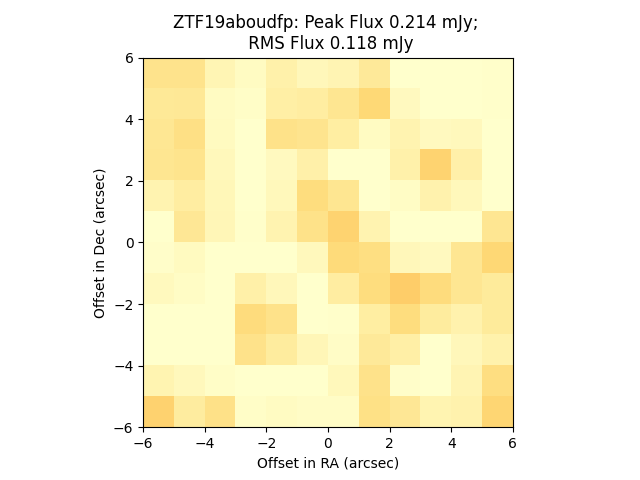 ZTF19aboudfp: Peak Flux 0.214 mJy;
RMS Flux 0.118 mJy
6
4
2
0
−2
−4
−6
Offset in Dec (arcsec)
−6 −4 −2 0 2 4 6
Offset in RA (arcsec)